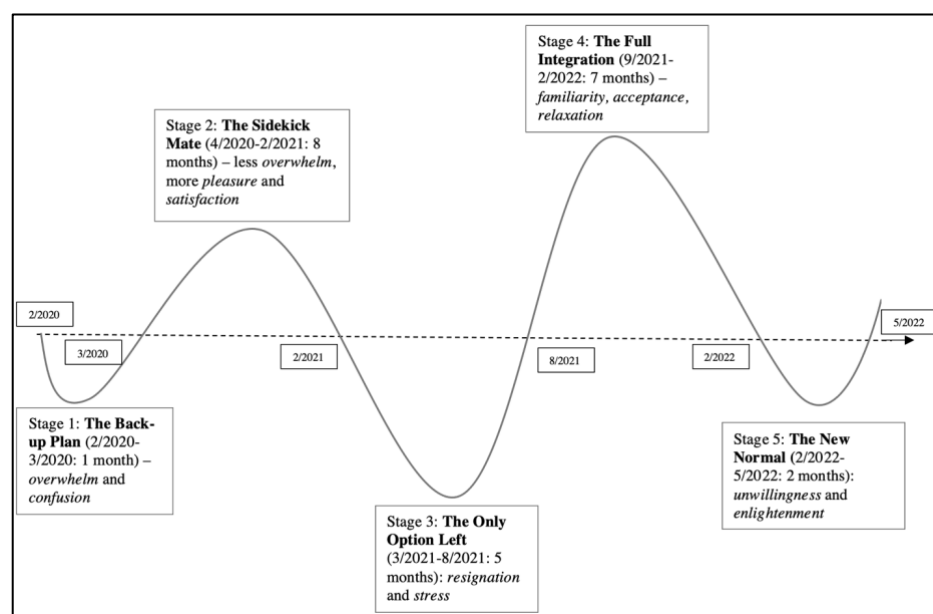 Stage 4: The Full
Integration (9/2021-
2/2022: 7 months) –
familiarity, acceptance,
relaxation
Stage 2: The Sidekick
Mate (4/2020-2/2021: 8
months) – less overwhelm,
more pleasure and
satisfaction
2/2020
3/2020
2/2021
8/2021
2/2022
5/2022
Stage 1: The Back-
up Plan (2/2020-
3/2020: 1 month) –
overwhelm and
confusion
Stage 3: The Only
Option Left
(3/2021-8/2021: 5
months): resignation
and stress
Stage 5: The New
Normal (2/2022-
5/2022: 2 months):
unwillingness and
enlightenment